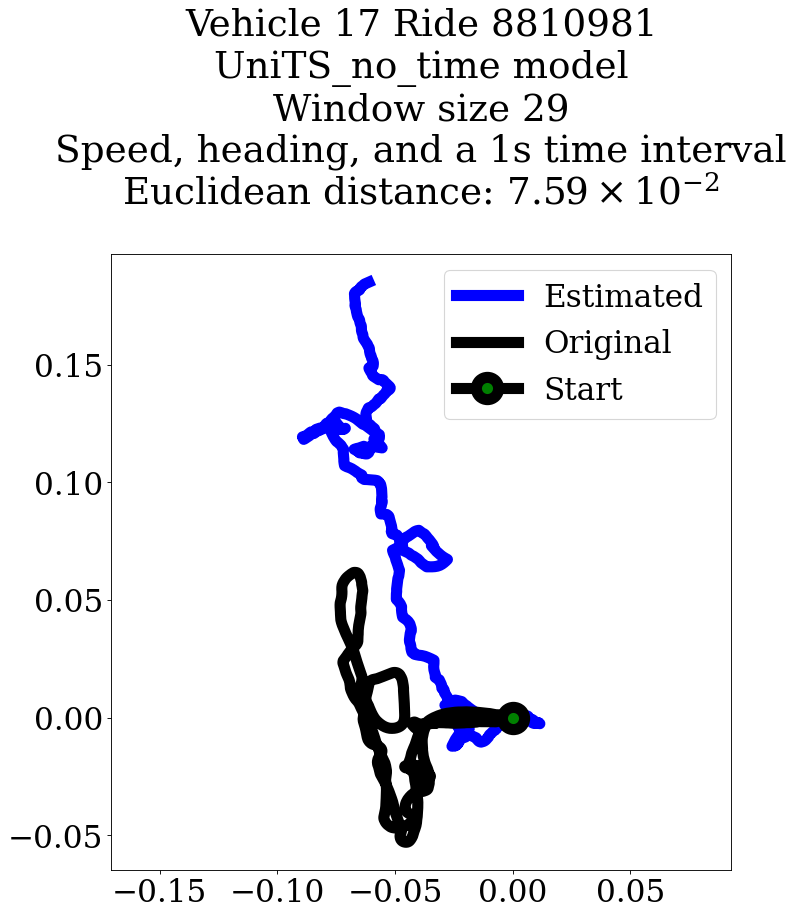 Vehicle 17 Ride 8810981
UniTS_no_time model
Window size 29
Speed, heading, and a 1s time interval
Euclidean distance: 7.59 × 10⁻²
Estimated
Original
Start
0.15
0.10
0.05
0.00
−0.05
−0.15
−0.10
−0.05
0.00
0.05